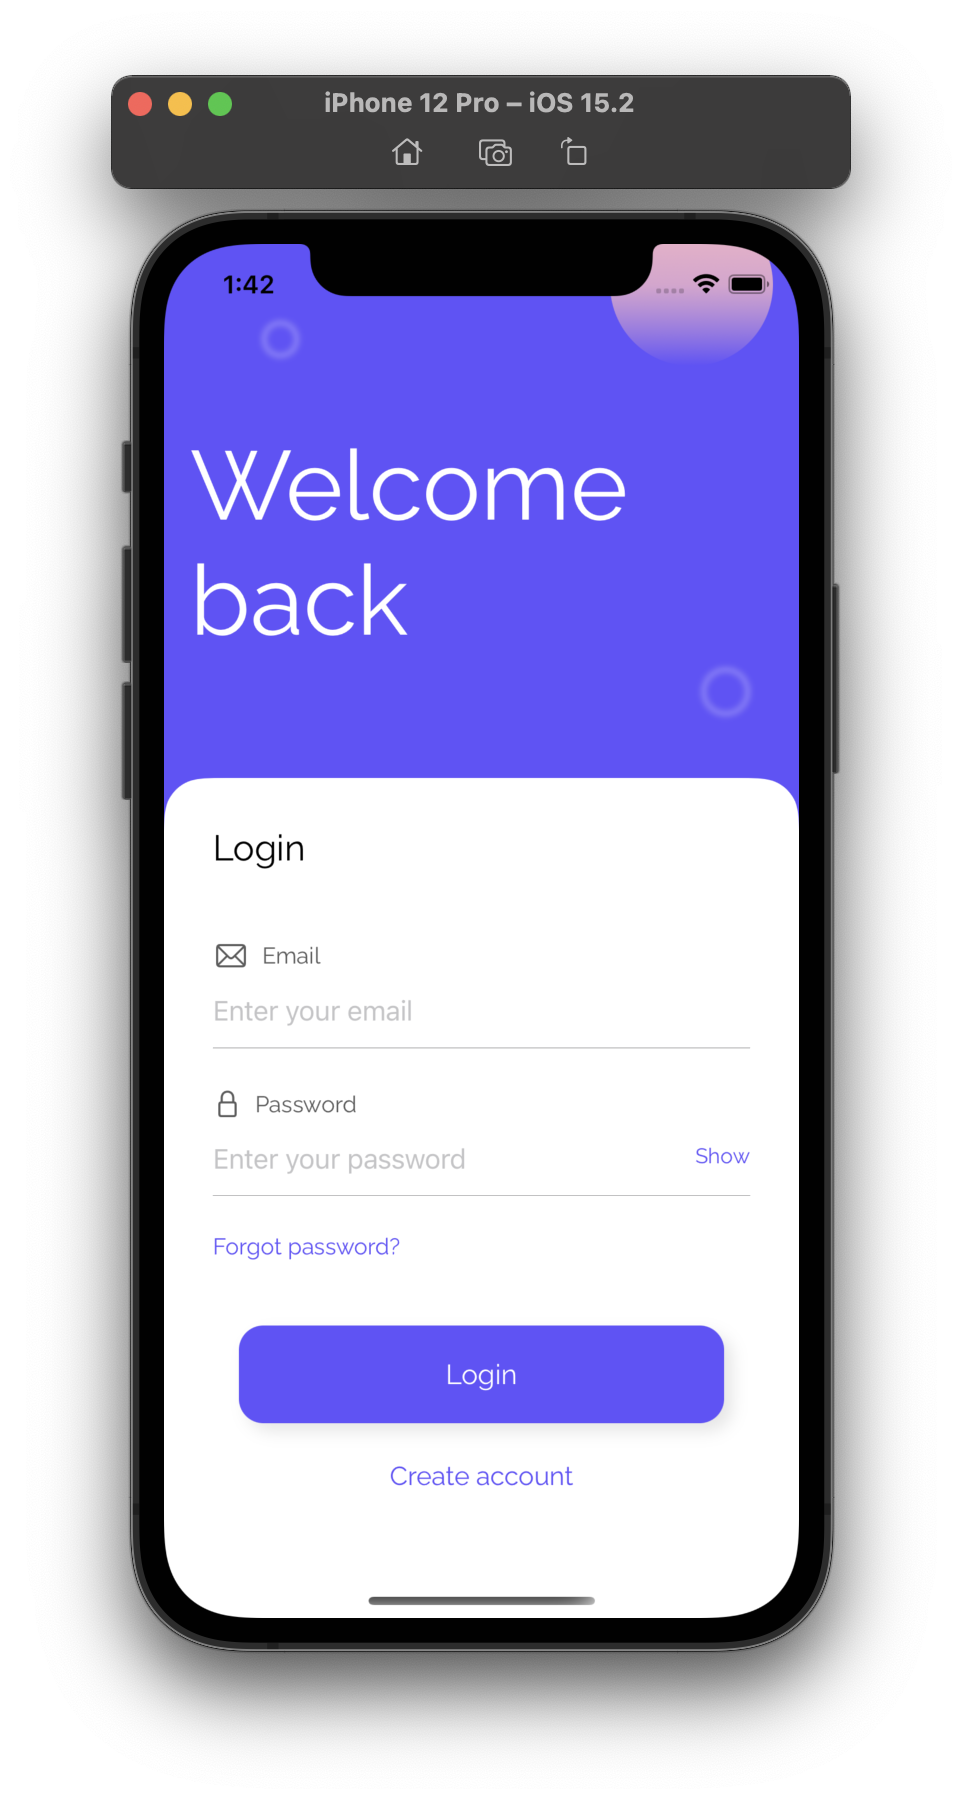 iPhone 12 Pro – iOS 15.2
1:42
Welcome
back
Login
Email
Enter your email
Password
Enter your password
Show
Forgot password?
Login
Create account